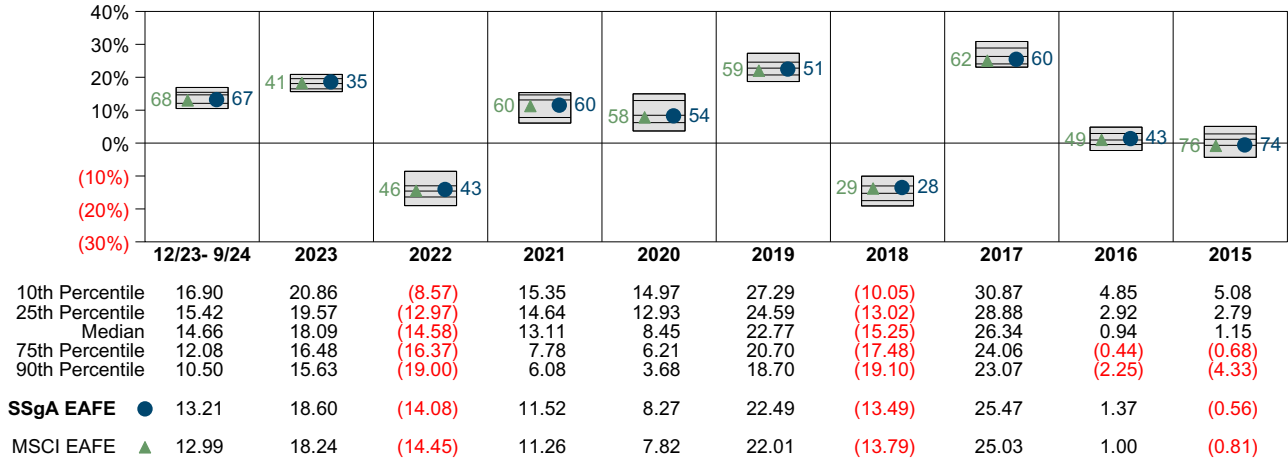 40%
30%
20%
10%
0%
(10%)
(20%)
(30%)
68 67
41 35
46 43
60 60
58 54
59 51
29 28
62 60
49 43
76 74
12/23- 9/24 2023 2022 2021 2020 2019 2018 2017 2016 2015
10th Percentile 16.90 20.86 (8.57) 15.35 14.97 27.29 (10.05) 30.87 4.85 5.08
25th Percentile 15.42 19.57 (12.97) 14.64 12.93 24.59 (13.02) 28.88 2.92 2.79
Median 14.66 18.09 (14.58) 13.11 8.45 22.77 (15.25) 26.34 0.94 1.15
75th Percentile 12.08 16.48 (16.37) 7.78 6.21 20.70 (17.48) 24.06 (0.44) (0.68)
90th Percentile 10.50 15.63 (19.00) 6.08 3.68 18.70 (19.10) 23.07 (2.25) (4.33)
SSgA EAFE 13.21 18.60 (14.08) 11.52 8.27 22.49 (13.49) 25.47 1.37 (0.56)
MSCI EAFE 12.99 18.24 (14.45) 11.26 7.82 22.01 (13.79) 25.03 1.00 (0.81)